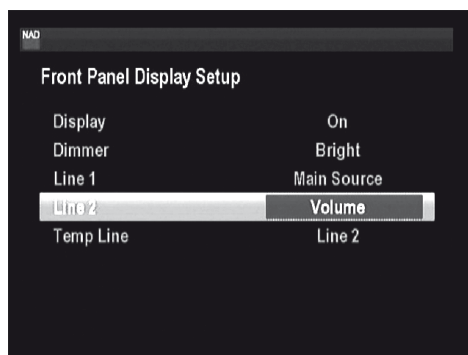 NAD
Front Panel Display Setup
Display On
Dimmer Bright
Line 1 Main Source
Line 2 Volume
Temp Line Line 2